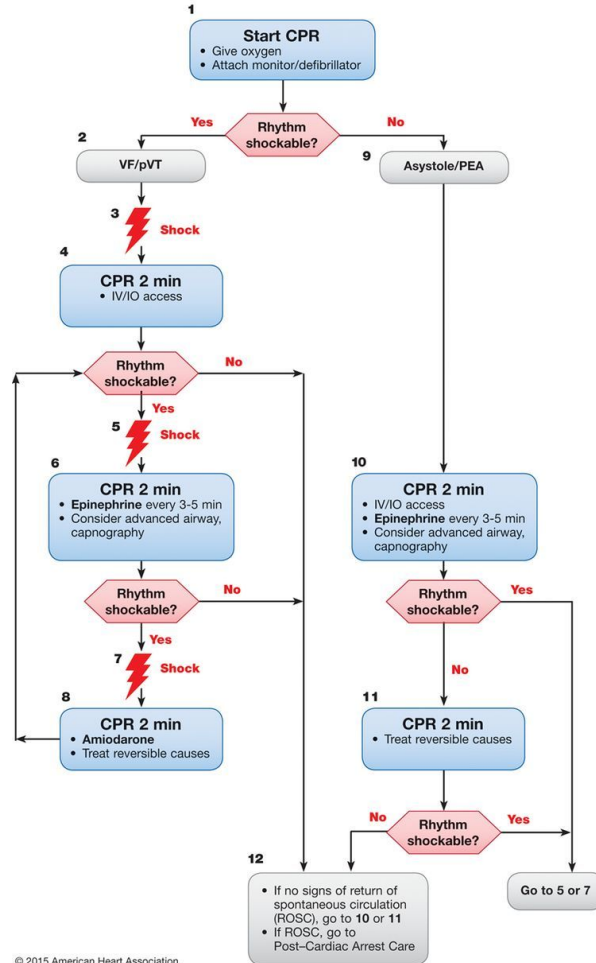 1
Start CPR
• Give oxygen
• Attach monitor/defibrillator
Yes
Rhythm
shockable?
No
2
VF/pVT
9
Asystole/PEA
3
Shock
4
CPR 2 min
• IV/IO access
Rhythm
shockable?
No
Yes
5
Shock
6
CPR 2 min
• Epinephrine every 3-5 min
• Consider advanced airway,
capnography
10
CPR 2 min
• IV/IO access
• Epinephrine every 3-5 min
• Consider advanced airway,
capnography
Rhythm
shockable?
No
Rhythm
shockable?
Yes
Yes
7
Shock
No
8
CPR 2 min
• Amiodarone
• Treat reversible causes
11
CPR 2 min
• Treat reversible causes
No
Rhythm
shockable?
Yes
12
• If no signs of return of
spontaneous circulation
(ROSC), go to 10 or 11
• If ROSC, go to
Post–Cardiac Arrest Care
Go to 5 or 7
© 2015 American Heart Association